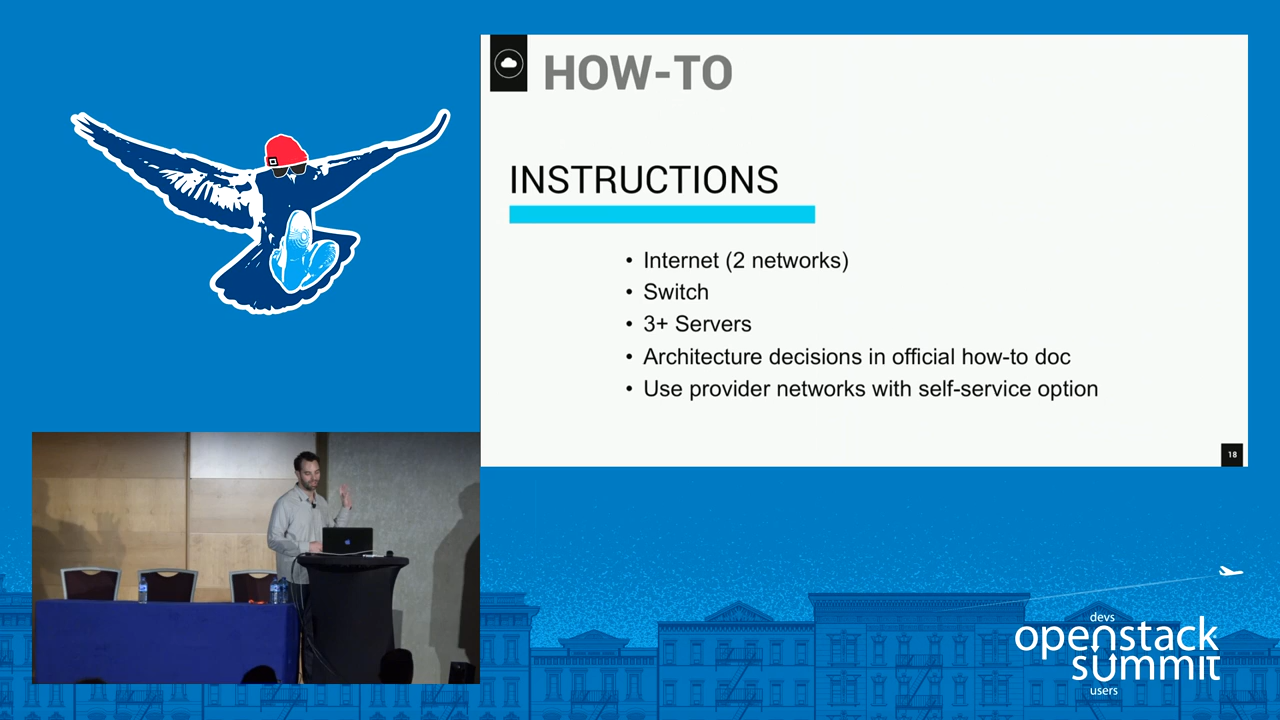 HOW-TO
INSTRUCTIONS
• Internet (2 networks)
• Switch
• 3+ Servers
• Architecture decisions in official how-to doc
• Use provider networks with self-service option
18
devs
openstack
summit
users